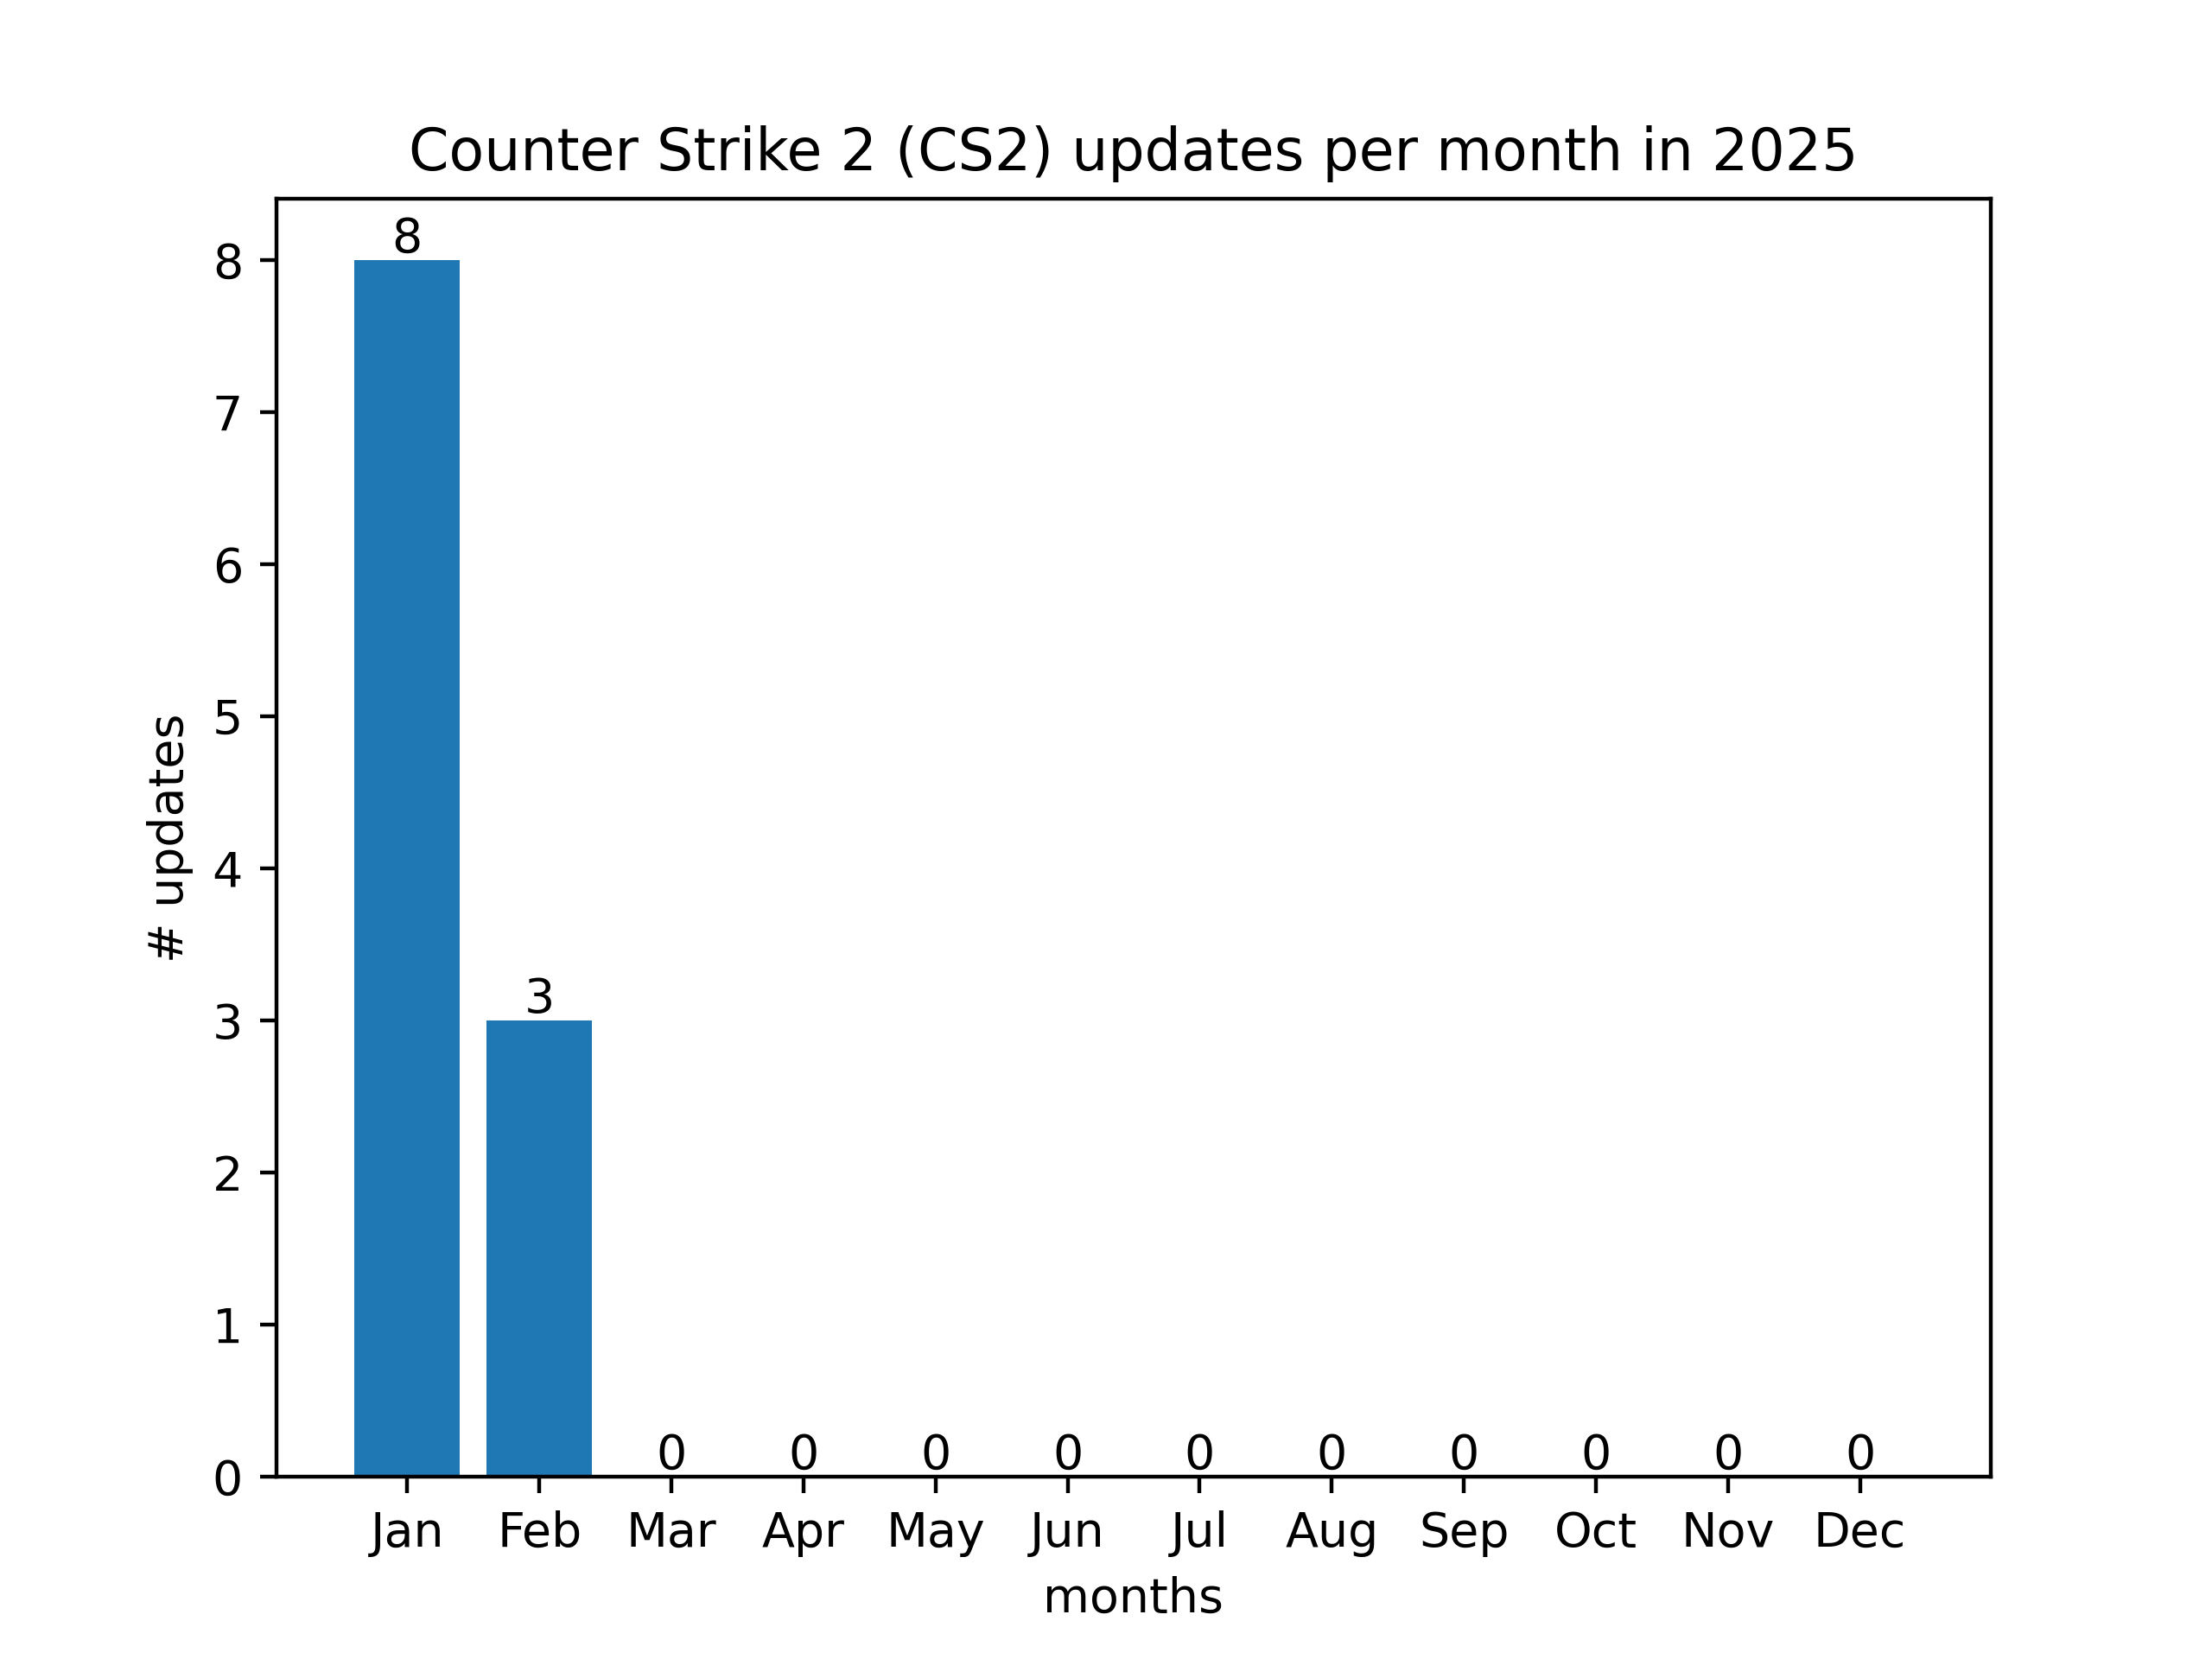 Counter Strike 2 (CS2) updates per month in 2025
# updates
8
7
6
5
4
3
2
1
0
8
3
0 0 0 0 0 0 0 0 0 0
Jan Feb Mar Apr May Jun Jul Aug Sep Oct Nov Dec
months